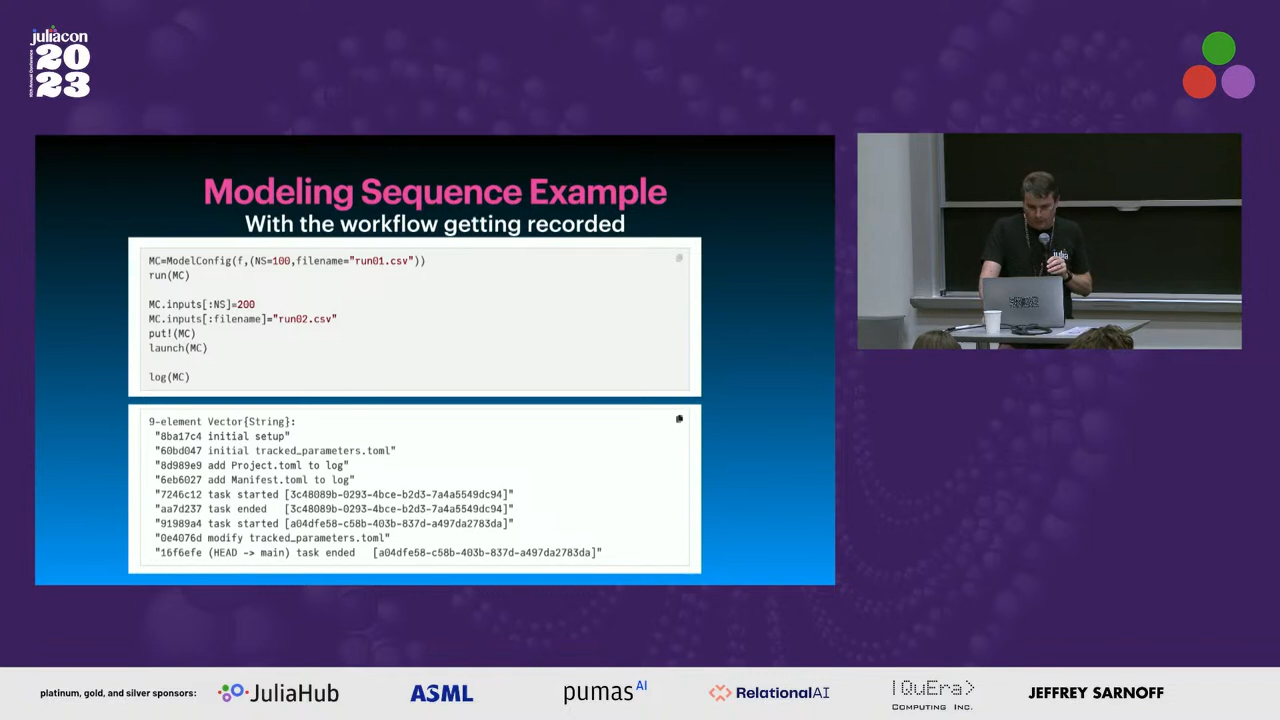 juliacon
20
23
Modeling Sequence Example
With the workflow getting recorded
MC=ModelConfig(f,(NS=100,filename="run01.csv"))
run(MC)
MC.inputs[:NS]=200
MC.inputs[:filename]="run02.csv"
put!(MC)
launch(MC)
log(MC)
9-element Vector{String}:
"8ba17c4 initial setup"
"60bd047 initial tracked_parameters.toml"
"8d989e9 add Project.toml to log"
"6eb6027 add Manifest.toml to log"
"7246c12 task started [3c48089b-0293-4bce-b2d3-7a4a5549dc94]"
"aa7d237 task ended   [3c48089b-0293-4bce-b2d3-7a4a5549dc94]"
"91989a4 task started [a04dfe58-c58b-403b-837d-a497da2783da]"
"0e4076d modify tracked_parameters.toml"
"16f6efe (HEAD -> main) task ended   [a04dfe58-c58b-403b-837d-a497da2783da]"
platinum, gold, and silver sponsors:
JuliaHub
ASML
pumas AI
RelationalAI
|QuEra>
COMPUTING INC.
JEFFREY SARNOFF